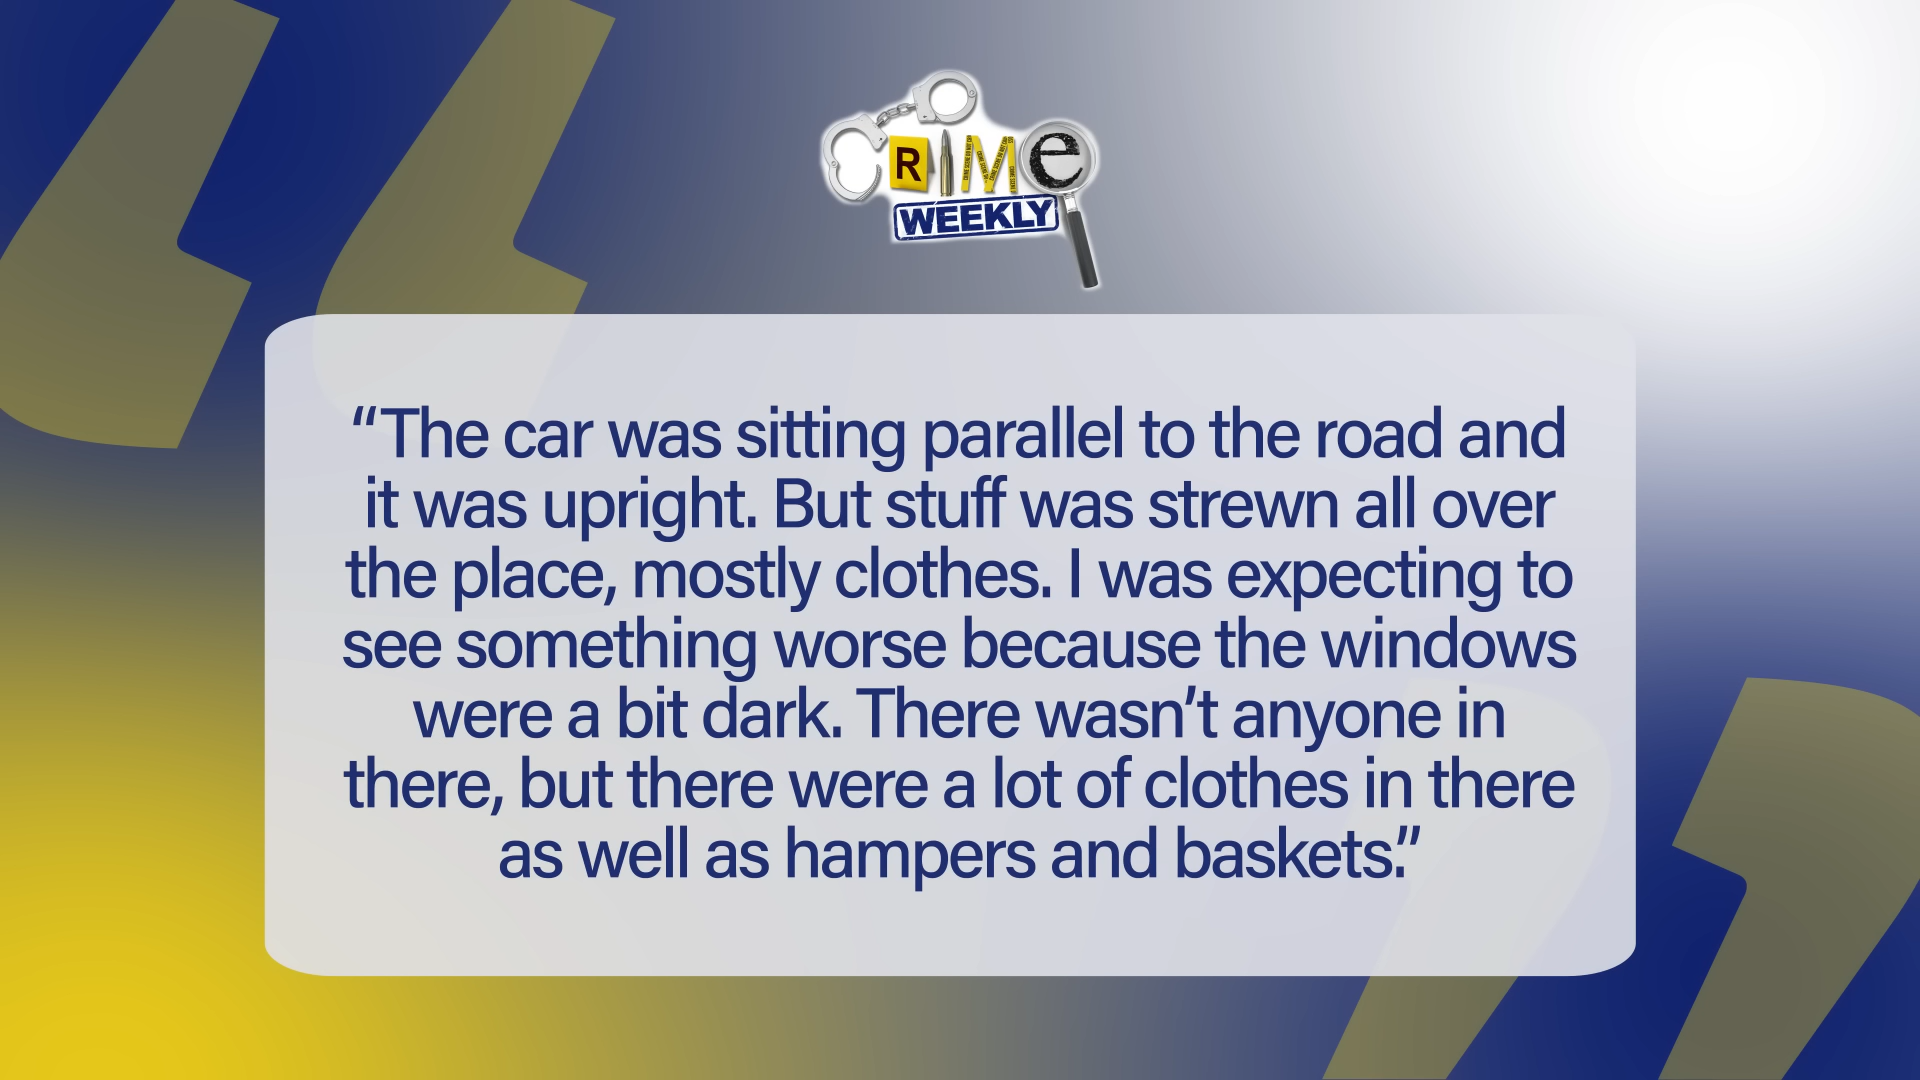 CRIMe
WEEKLY
“The car was sitting parallel to the road and
it was upright. But stuff was strewn all over
the place, mostly clothes. I was expecting to
see something worse because the windows
were a bit dark. There wasn’t anyone in
there, but there were a lot of clothes in there
as well as hampers and baskets.”